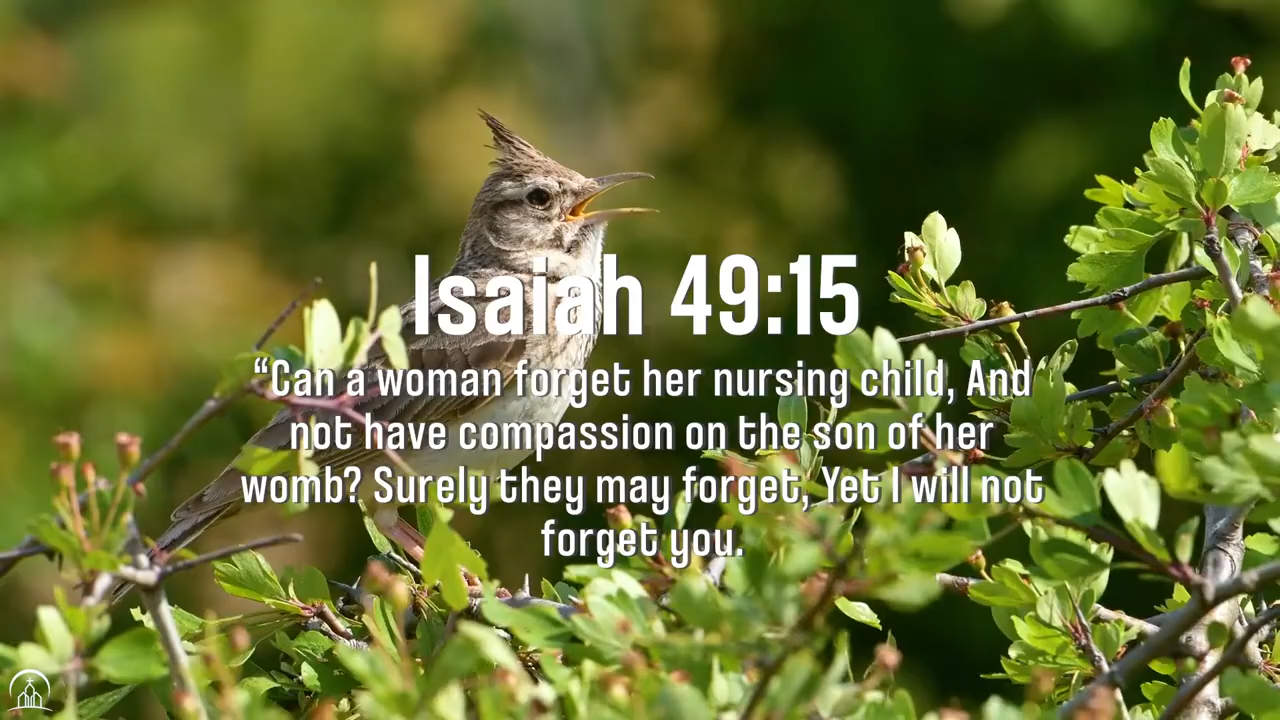 Isaiah 49:15
“Can a woman forget her nursing child, And
not have compassion on the son of her
womb? Surely they may forget, Yet I will not
forget you.